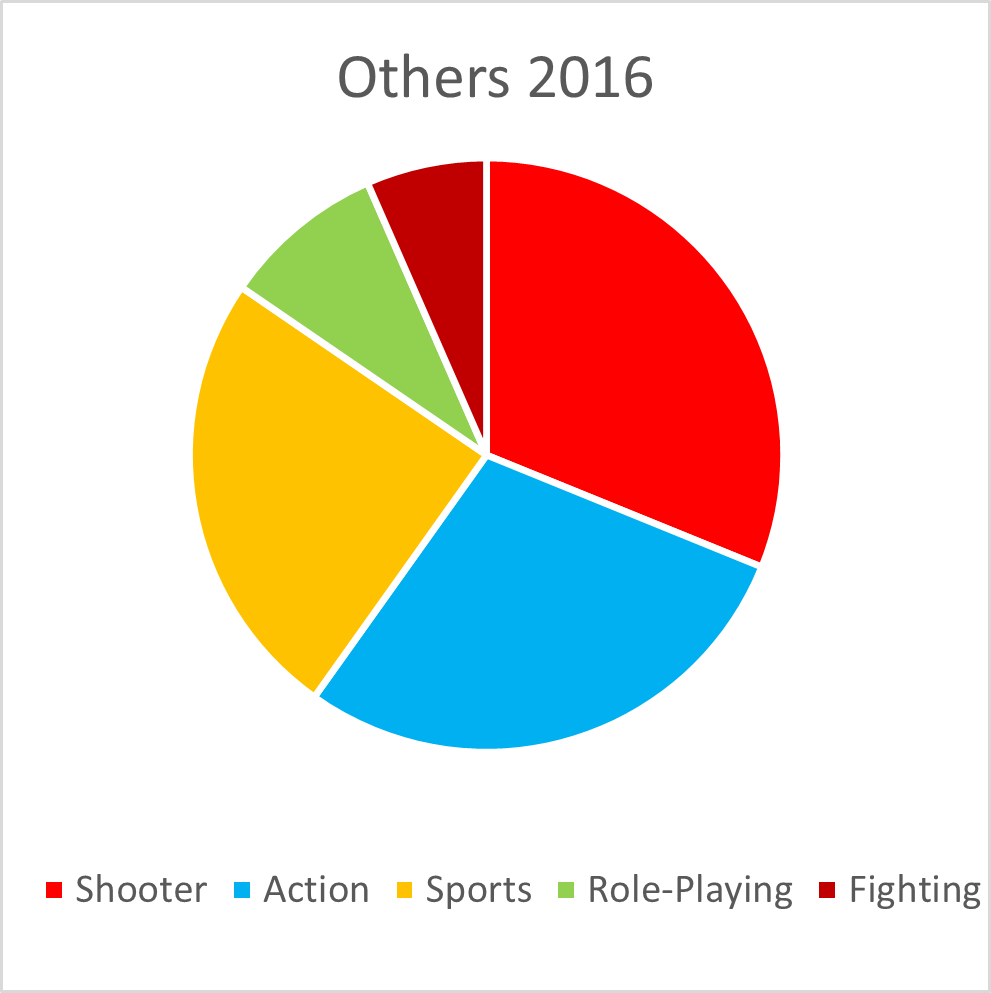 Others 2016
Shooter Action Sports Role-Playing Fighting